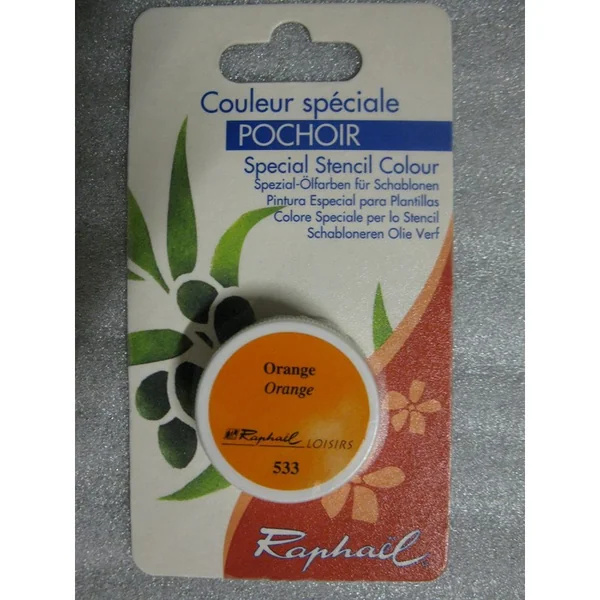 Couleur spéciale
POCHOIR
Special Stencil Colour
Spezial-Ölfarben für Schablonen
Pintura Especial para Plantillas
Colore Speciale per lo Stencil
Schabloneren Olie Verf
Orange
Orange
Raphaël LOISIRS
533
Raphaël